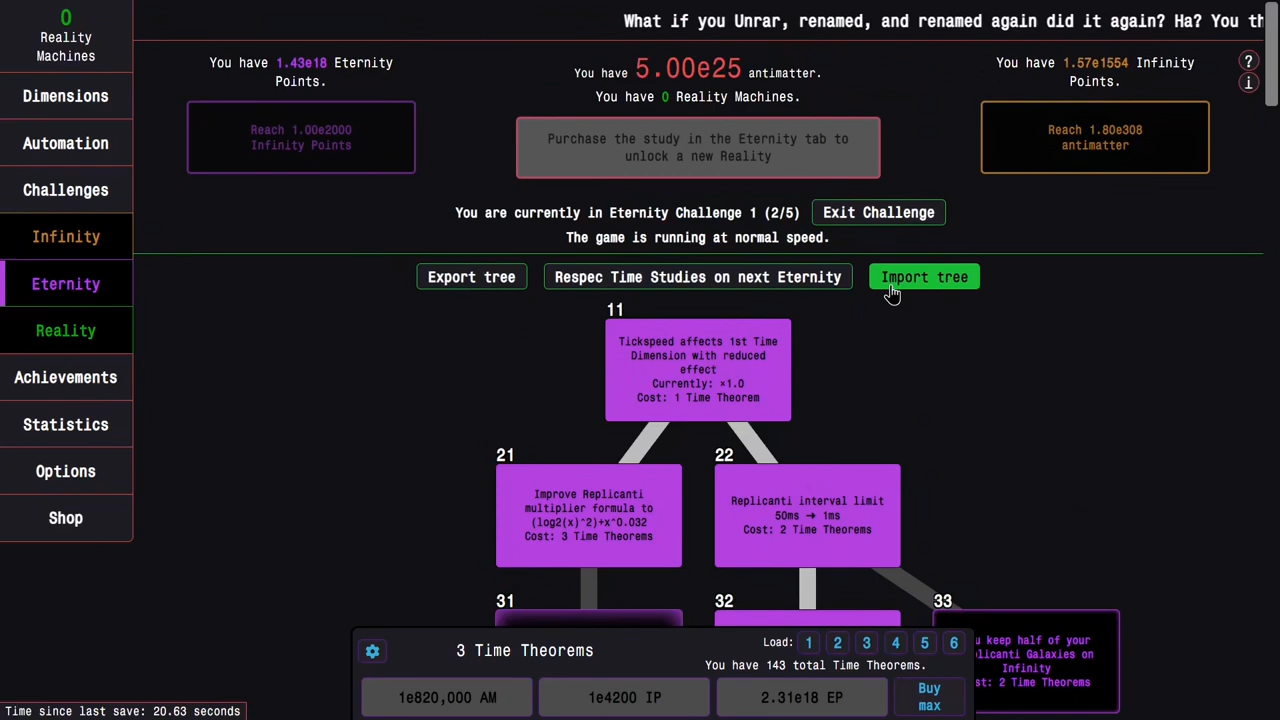 0
Reality
Machines
Dimensions
Automation
Challenges
Infinity
Eternity
Reality
Achievements
Statistics
Options
Shop
What if you Unrar, renamed, and renamed again did it again? Ha? You th
You have 1.43e18 Eternity
Points.
Reach 1.00e2000
Infinity Points
You have 5.00e25 antimatter.
You have 0 Reality Machines.
Purchase the study in the Eternity tab to
unlock a new Reality
You have 1.57e1554 Infinity
Points.
Reach 1.80e308
antimatter
?
i
You are currently in Eternity Challenge 1 (2/5) Exit Challenge
The game is running at normal speed.
Export tree Respec Time Studies on next Eternity Import tree
11
Tickspeed affects 1st Time
Dimension with reduced
effect
Currently: ×1.0
Cost: 1 Time Theorem
21
Improve Replicanti
multiplier formula to
(log2(x)^2)+x^0.032
Cost: 3 Time Theorems
22
Replicanti interval limit
50ms → 1ms
Cost: 2 Time Theorems
31
32
33
u keep half of your
plicanti Galaxies on
Infinity
st: 2 Time Theorems
3 Time Theorems
Load: 1 2 3 4 5 6
You have 143 total Time Theorems.
1e820,000 AM
1e4200 IP
2.31e18 EP
Buy
max
Time since last save: 20.63 seconds